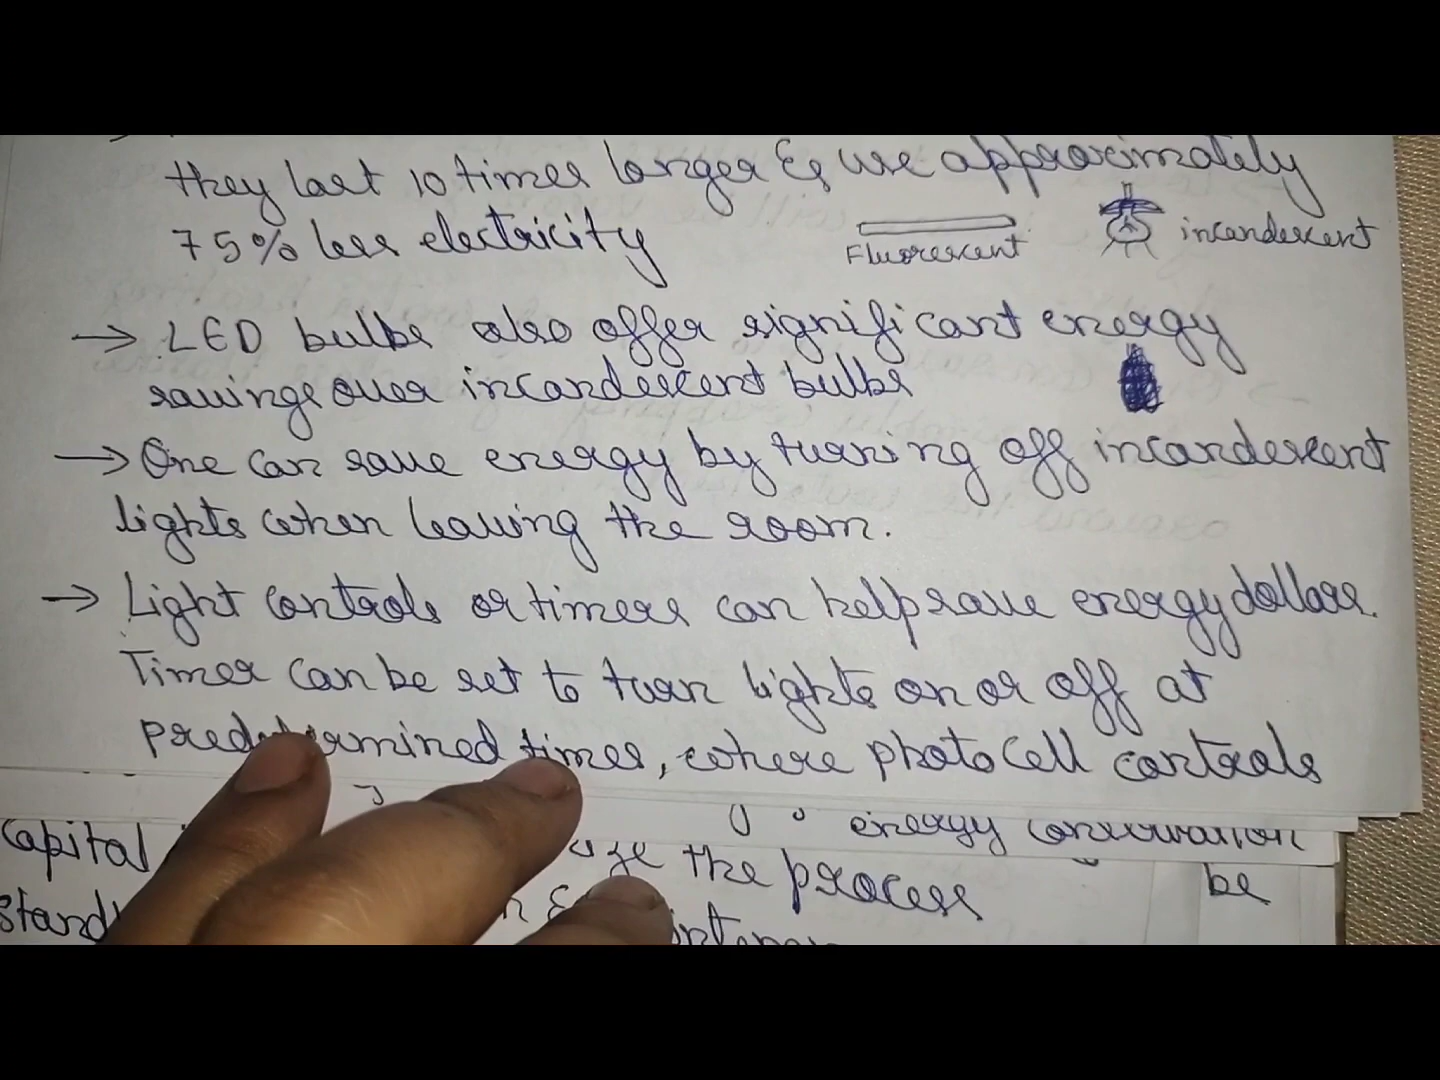 they last 10 times longer & use approximately
75% less electricity
Fluorescent
incandescent
→ LED bulbs also offer significant energy
savings over incandescent bulbs
→ One can save energy by turning off incandescent
lights when leaving the room.
→ Light controls or timers can help save energy dollars.
Timer can be set to turn lights on or off at
predetermined times, where photocell controls
energy conservation
Capital
the process
be